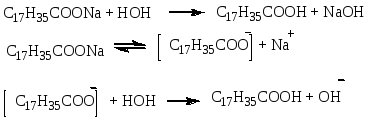 C₁₇H₃₅COONa + HOH → C₁₇H₃₅COOH + NaOH
C₁₇H₃₅COONa ⇌ [ C₁₇H₃₅COO⁻] + Na⁺
[ C₁₇H₃₅COO⁻] + HOH → C₁₇H₃₅COOH + OH⁻